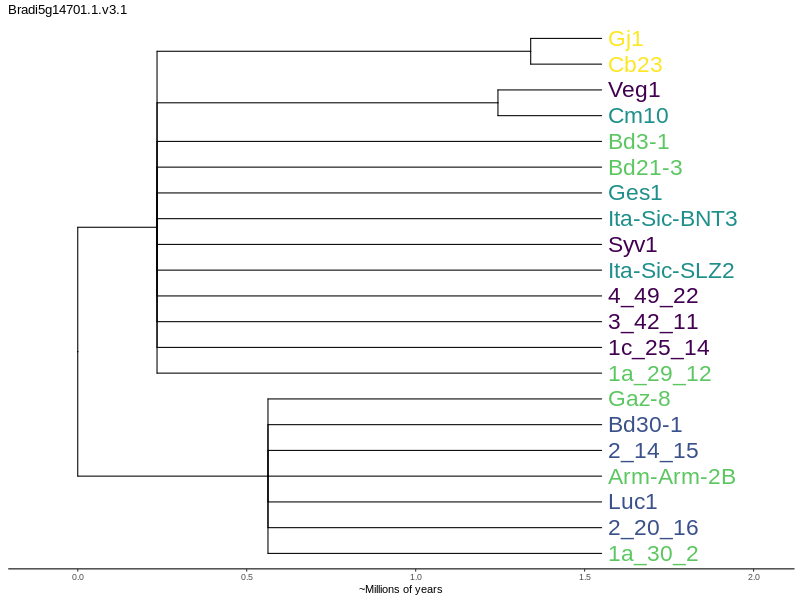 Bradi5g14701.1.v3.1
Gj1
Cb23
Veg1
Cm10
Bd3-1
Bd21-3
Ges1
Ita-Sic-BNT3
Syv1
Ita-Sic-SLZ2
4_49_22
3_42_11
1c_25_14
1a_29_12
Gaz-8
Bd30-1
2_14_15
Arm-Arm-2B
Luc1
2_20_16
1a_30_2
0.0 0.5 1.0 1.5 2.0
~Millions of years